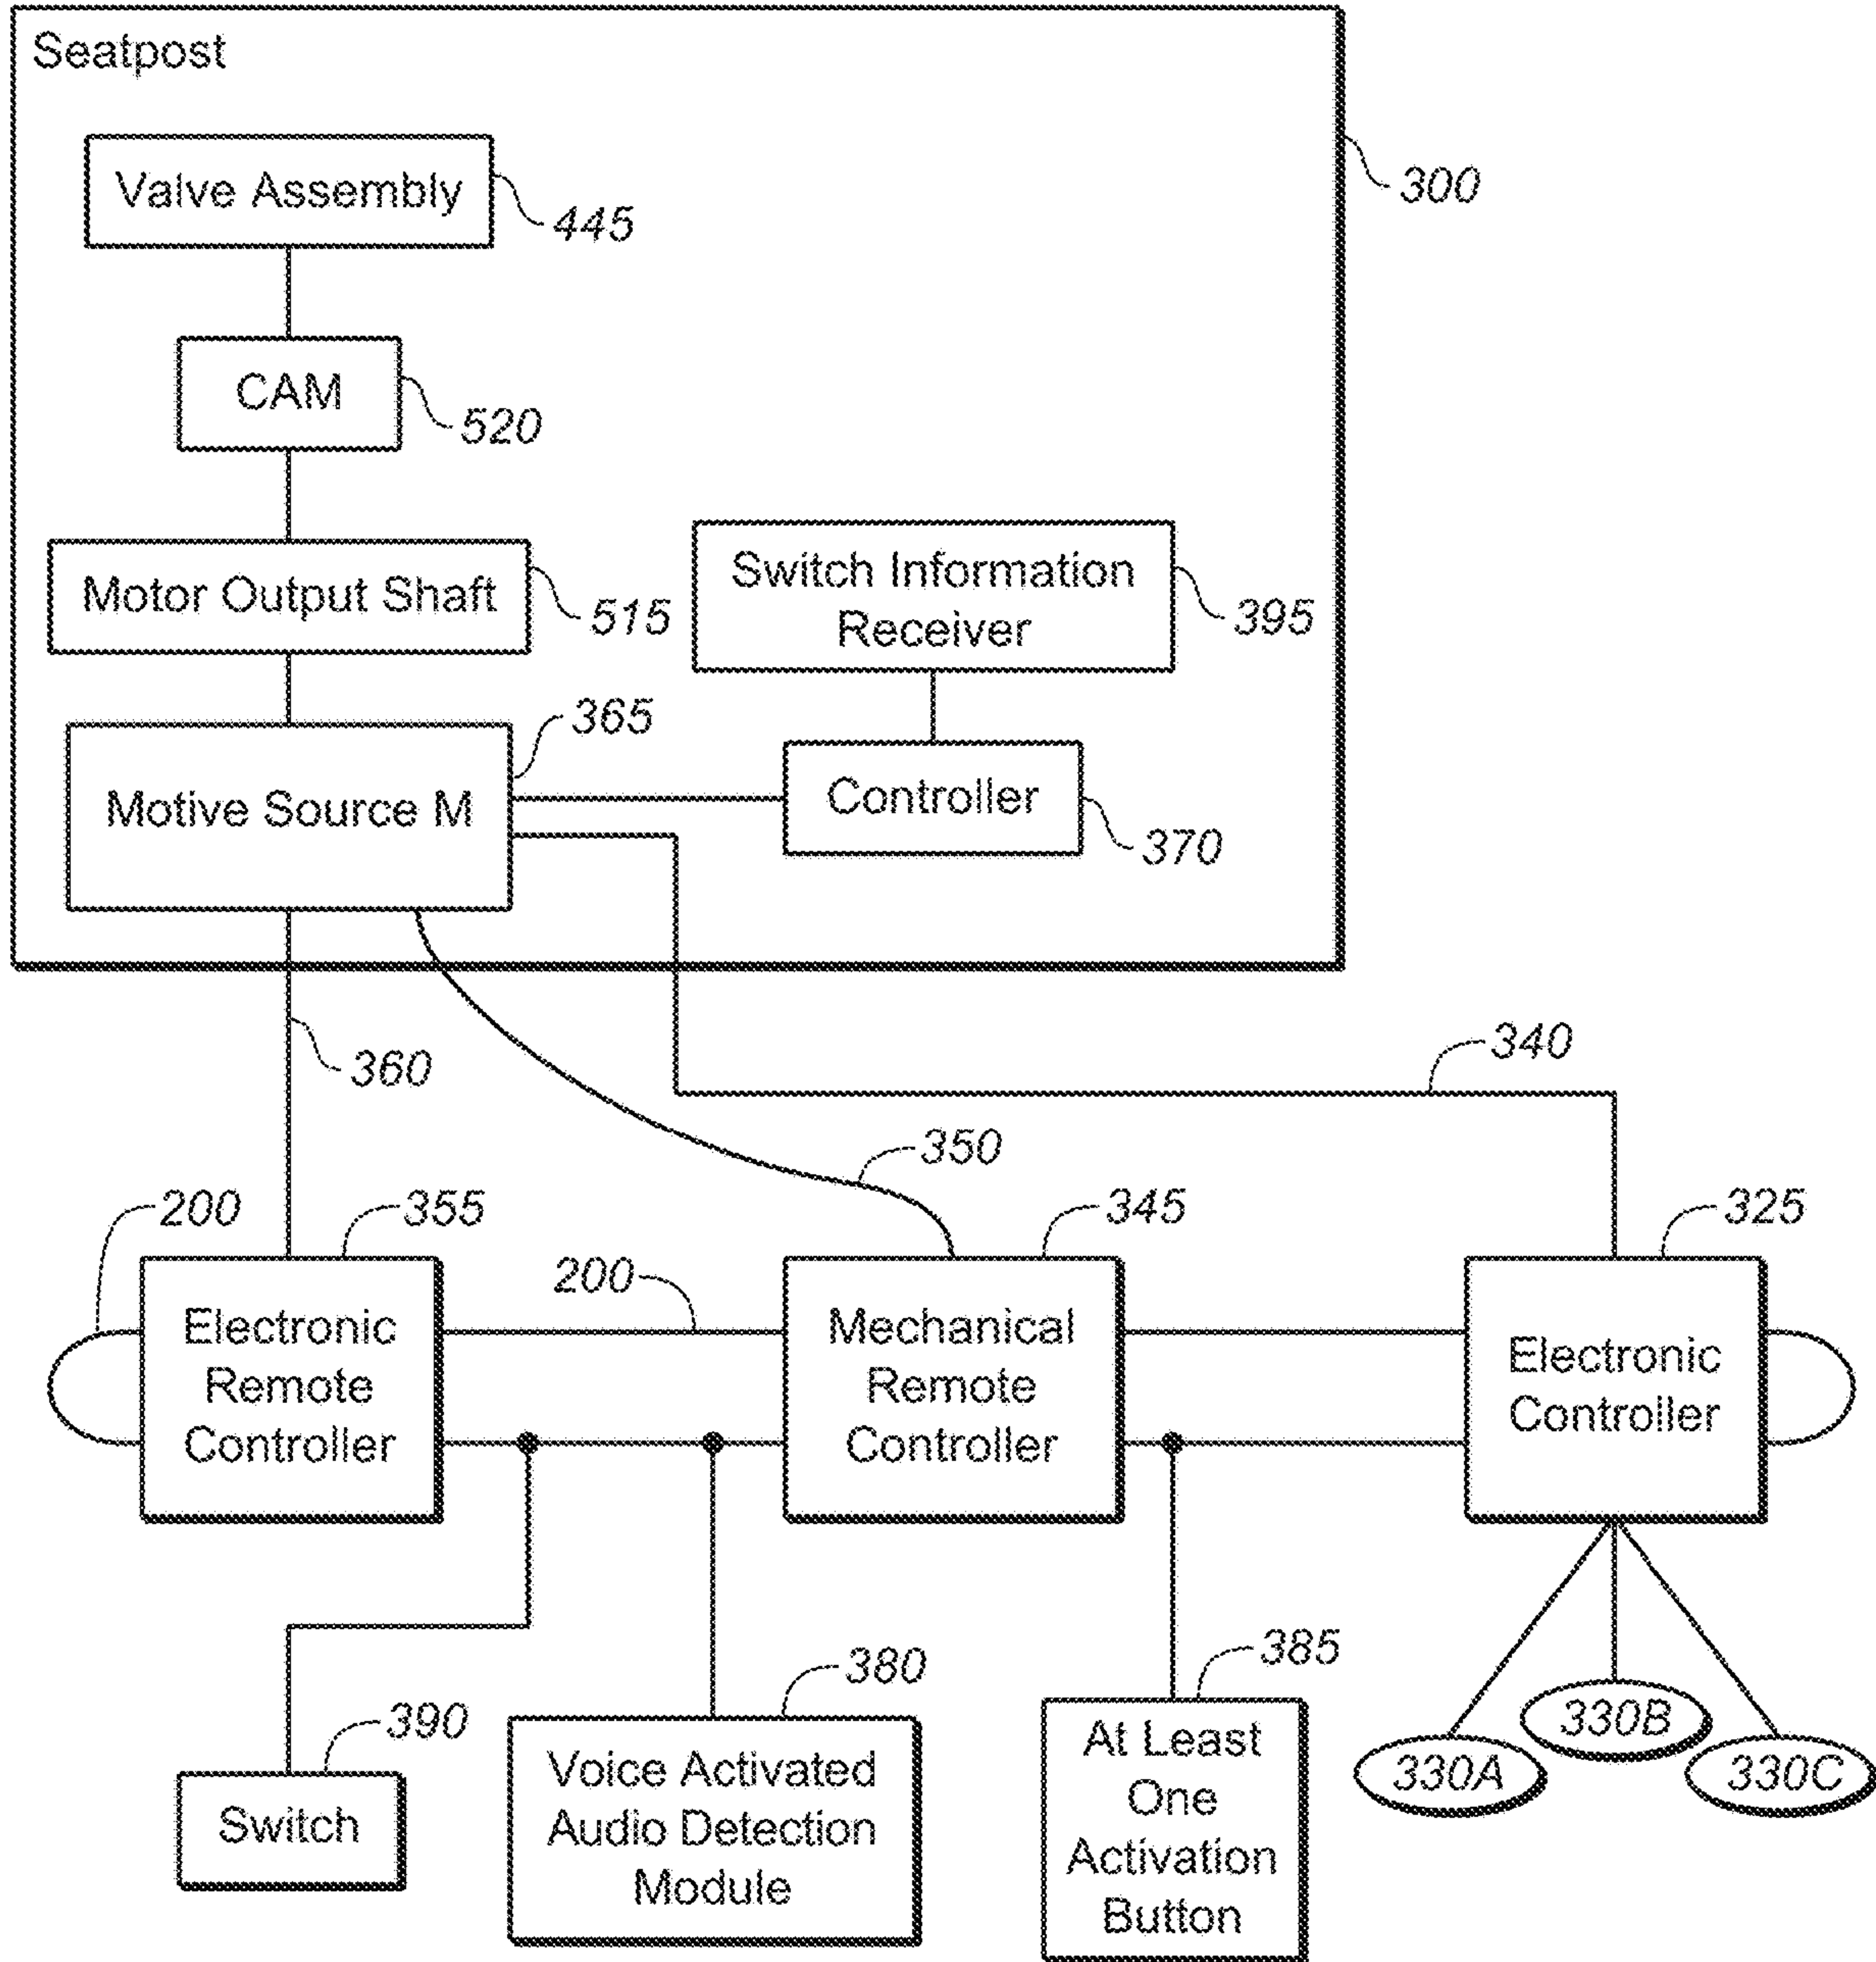 Seatpost
300
Valve Assembly
445
CAM
520
Motor Output Shaft
515
Switch Information
Receiver
395
365
Motive Source M
Controller
370
360
340
350
200
355
200
345
325
Electronic
Remote
Controller
Mechanical
Remote
Controller
Electronic
Controller
390
Switch
380
Voice Activated
Audio Detection
Module
385
At Least
One
Activation
Button
330A
330B
330C